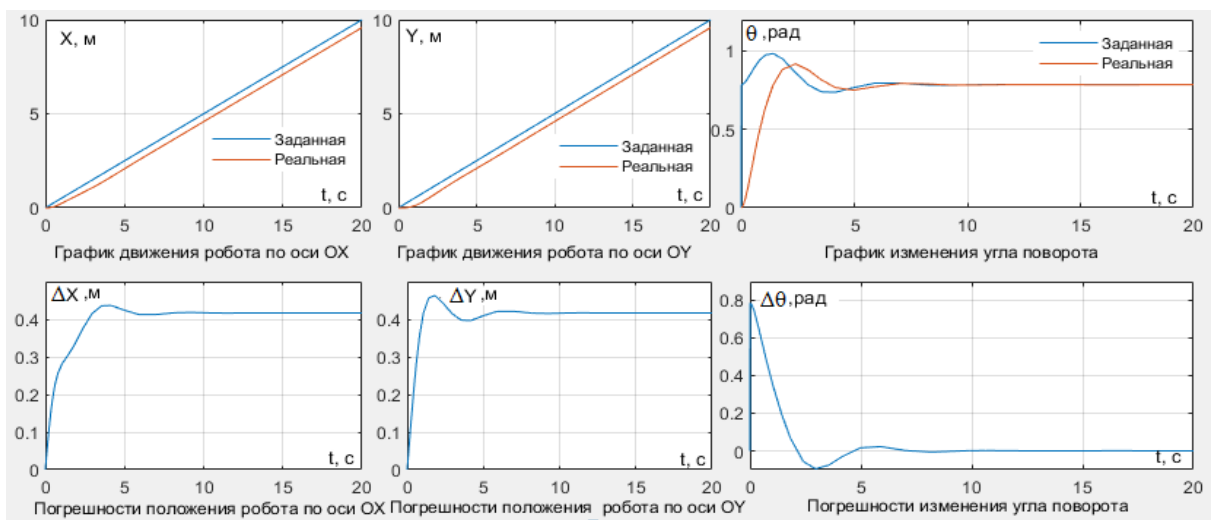 10
X, м
5
0
Заданная
Реальная
t, с
0 5 10 15 20
График движения робота по оси OX
10
Y, м
5
0
Заданная
Реальная
t, с
0 5 10 15 20
График движения робота по оси OY
θ ,рад
1
0.5
0
Заданная
Реальная
t, с
0 5 10 15 20
График изменения угла поворота
ΔX ,м
0.4
0.3
0.2
0.1
0
t, с
0 5 10 15 20
Погрешности положения робота по оси OX
ΔY ,м
0.4
0.3
0.2
0.1
0
t, с
0 5 10 15 20
Погрешности положения робота по оси OY
Δθ,рад
0.8
0.6
0.4
0.2
0
t, с
0 5 10 15 20
Погрешности изменения угла поворота